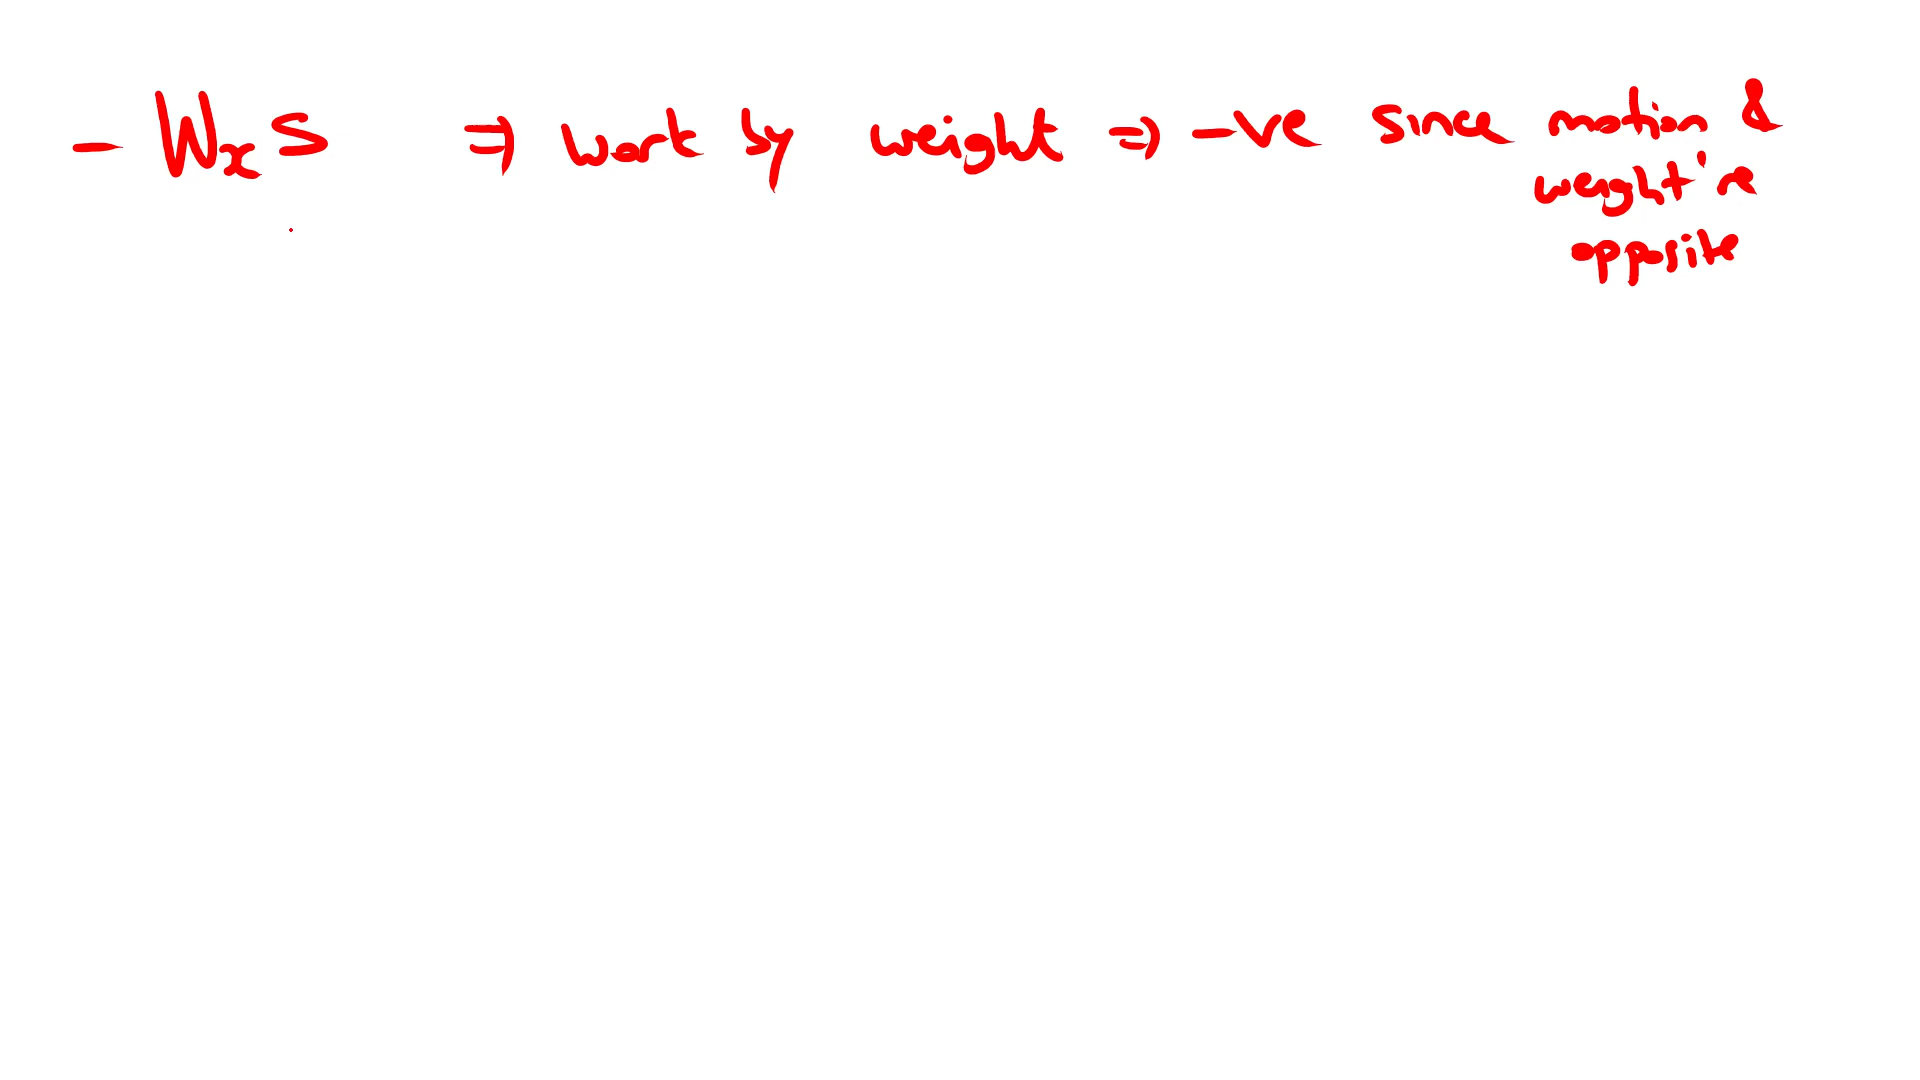 - Wx S ⇒ work by weight ⇒ -ve since motion &
weight're
opposite